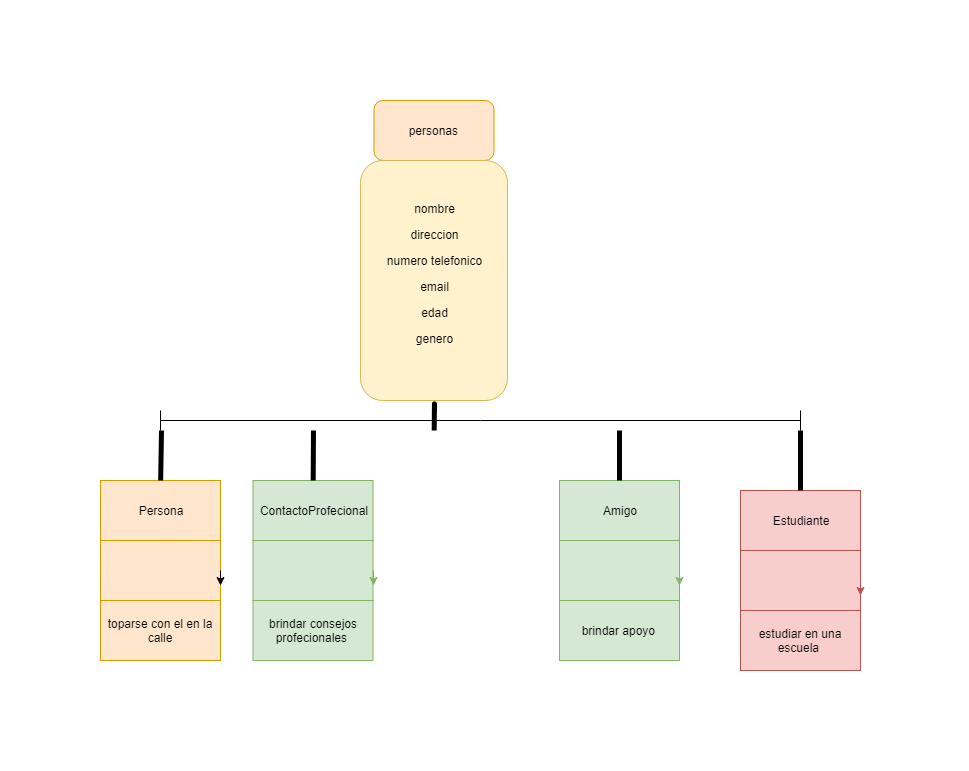 personas
nombre
direccion
numero telefonico
email
edad
genero
Persona
toparse con el en la
calle
ContactoProfecional
brindar consejos
profecionales
Amigo
brindar apoyo
Estudiante
estudiar en una
escuela